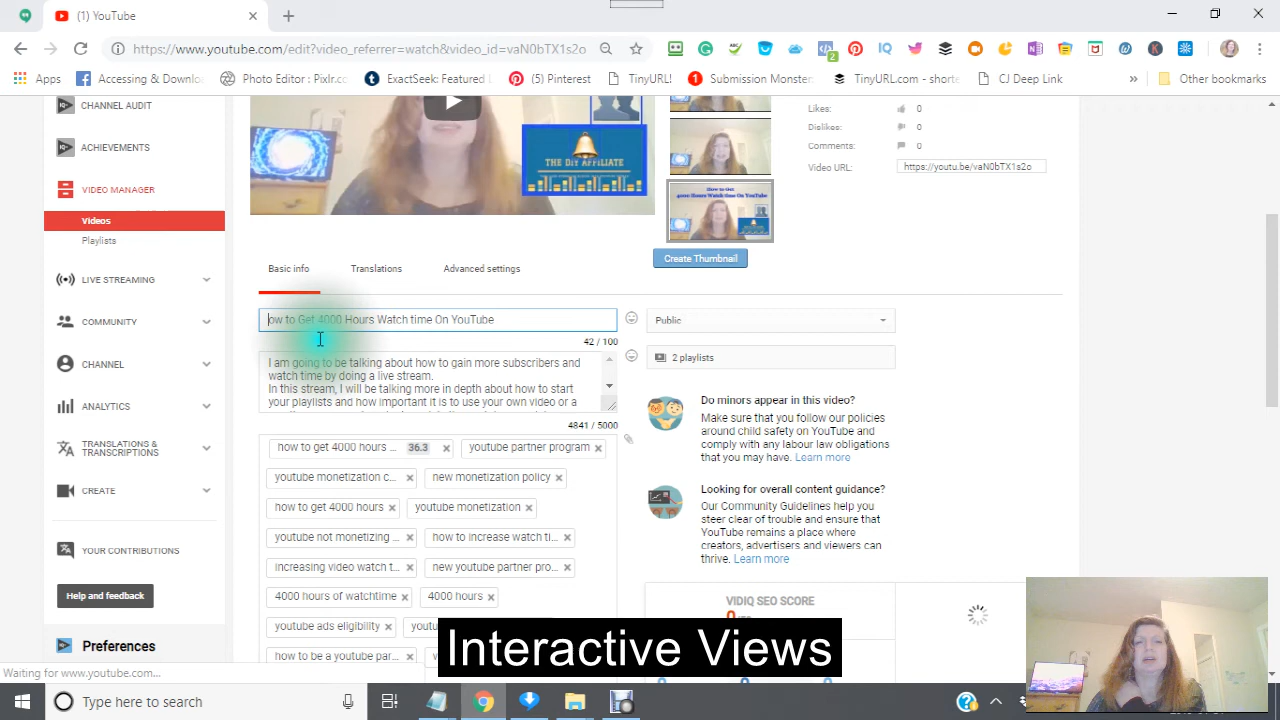 (1) YouTube
https://www.youtube.com/edit?video_referrer=watch&video_id=vaN0bTX1s2o
2
Apps
Accessing & Downlo
Photo Editor : Pixlr.co
ExactSeek: Featured L
(5) Pinterest
TinyURL!
Submission Monster
TinyURL.com - shorte
CJ Deep Link
Other bookmarks
CHANNEL AUDIT
ACHIEVEMENTS
VIDEO MANAGER
Videos
Playlists
LIVE STREAMING
COMMUNITY
CHANNEL
ANALYTICS
TRANSLATIONS &
TRANSCRIPTIONS
CREATE
YOUR CONTRIBUTIONS
Help and feedback
Preferences
THE DIY AFFILIATE
How to Get
4000 Hours Watch time On YouTube
Create Thumbnail
Likes: 0
Dislikes: 0
Comments: 0
Video URL: https://youtu.be/vaN0bTX1s2o
Basic info
Translations
Advanced settings
ow to Get 4000 Hours Watch time On YouTube
42 / 100
I am going to be talking about how to gain more subscribers and
watch time by doing a live stream.
In this stream, I will be talking more in depth about how to start
your playlists and how important it is to use your own video or a
4841 / 5000
how to get 4000 hours ... 36.3
youtube partner program
youtube monetization c...
new monetization policy
how to get 4000 hours
youtube monetization
youtube not monetizing ...
how to increase watch ti...
increasing video watch t...
new youtube partner pro...
4000 hours of watchtime
4000 hours
youtube ads eligibility
how to be a youtube par...
Public
2 playlists
Do minors appear in this video?
Make sure that you follow our policies
around child safety on YouTube and
comply with any labour law obligations
that you may have. Learn more
Looking for overall content guidance?
Our Community Guidelines help you
steer clear of trouble and ensure that
YouTube remains a place where
creators, advertisers and viewers can
thrive. Learn more
VIDIQ SEO SCORE
Interactive Views
Waiting for www.youtube.com...
Type here to search